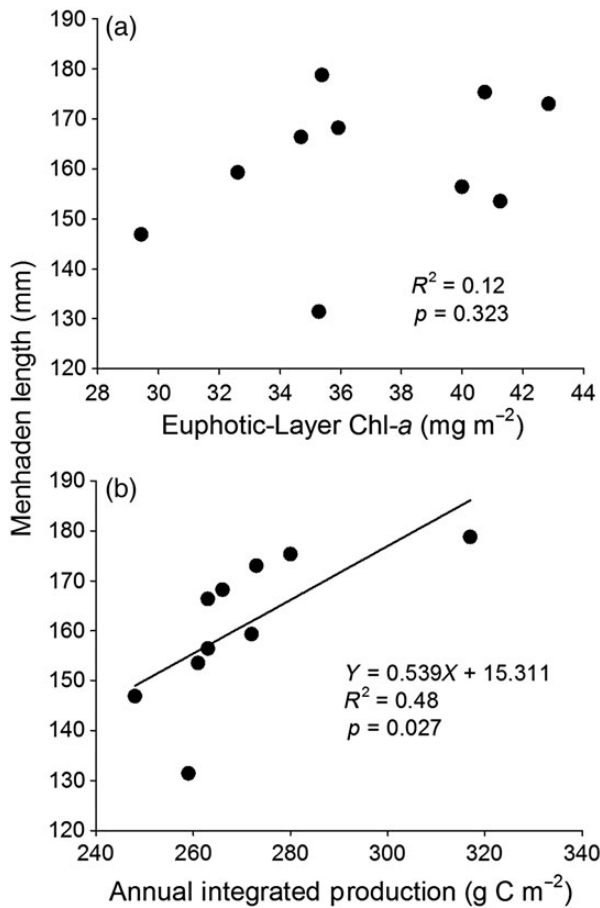 (a)
190
180
170
160
150
140
130
120
R² = 0.12
p = 0.323
28 30 32 34 36 38 40 42 44
Euphotic-Layer Chl-a (mg m⁻²)
Menhaden length (mm)
(b)
190
180
170
160
150
140
130
120
Y = 0.539X + 15.311
R² = 0.48
p = 0.027
240 260 280 300 320 340
Annual integrated production (g C m⁻²)